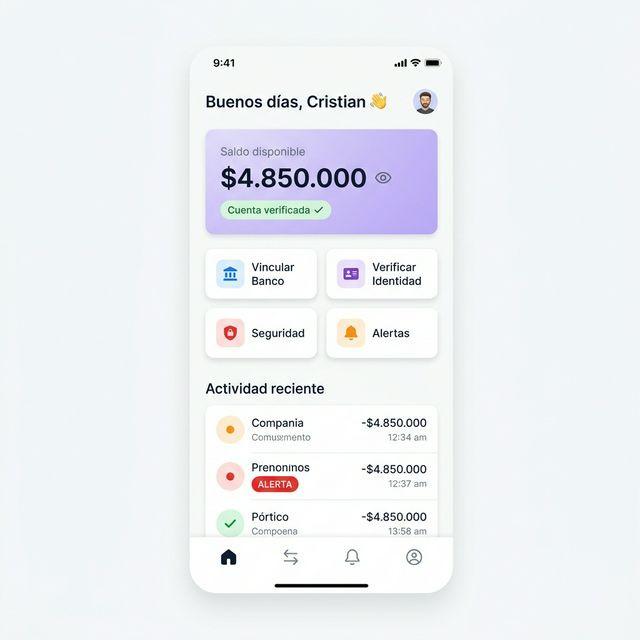 9:41
Buenos días, Cristian 👋
Saldo disponible
$4.850.000
Cuenta verificada ✓
Vincular
Banco
Verificar
Identidad
Seguridad
Alertas
Actividad reciente
Compania
-$4.850.000
12:34 am
-$4.850.000
ALERTA
12:37 am
Pórtico
-$4.850.000
Compoena
13:58 am